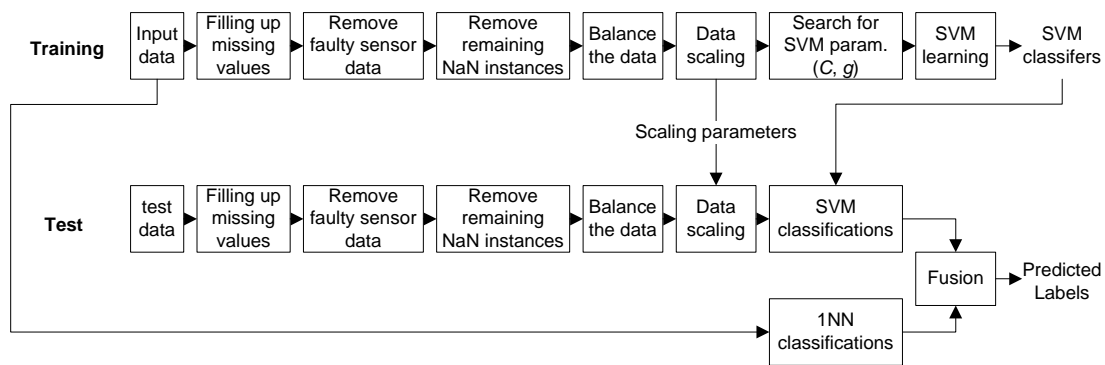 Training
Input
data
Filling up
missing
values
Remove
faulty sensor
data
Remove
remaining
NaN instances
Balance
the data
Data
scaling
Search for
SVM param.
(C, g)
SVM
learning
SVM
classifers
Scaling parameters
Test
test
data
Filling up
missing
values
Remove
faulty sensor
data
Remove
remaining
NaN instances
Balance
the data
Data
scaling
SVM
classifications
Fusion
Predicted
Labels
1NN
classifications